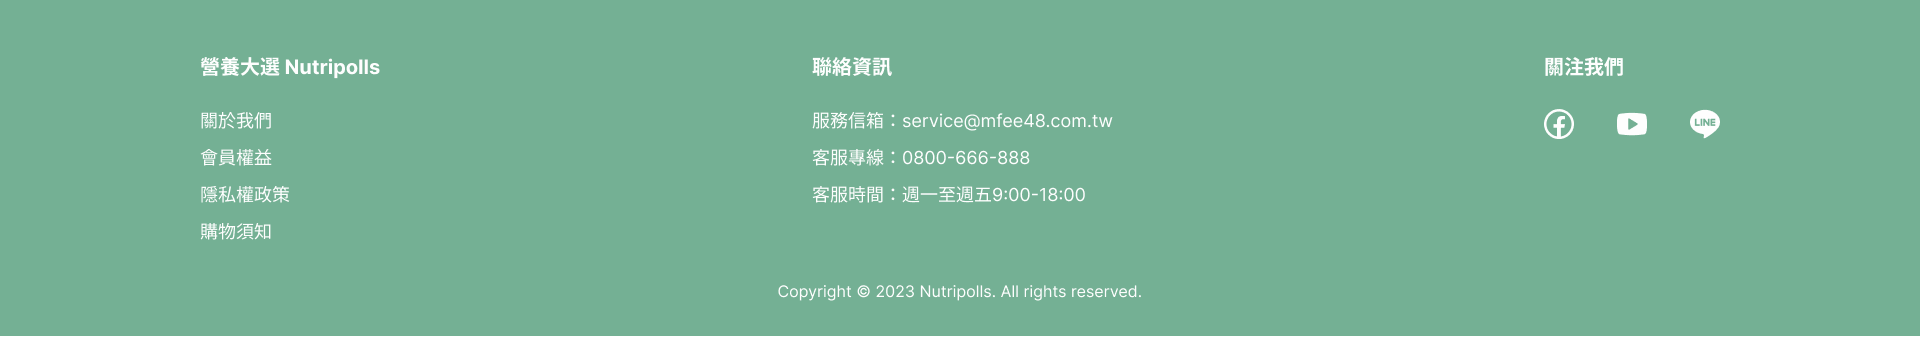 營養大選 Nutripolls
關於我們
會員權益
隱私權政策
購物須知
聯絡資訊
服務信箱：service@mfee48.com.tw
客服專線：0800-666-888
客服時間：週一至週五9:00-18:00
關注我們
LINE
Copyright © 2023 Nutripolls. All rights reserved.